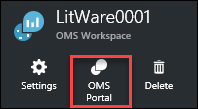 LitWare0001
OMS Workspace
Settings
OMS
Portal
Delete